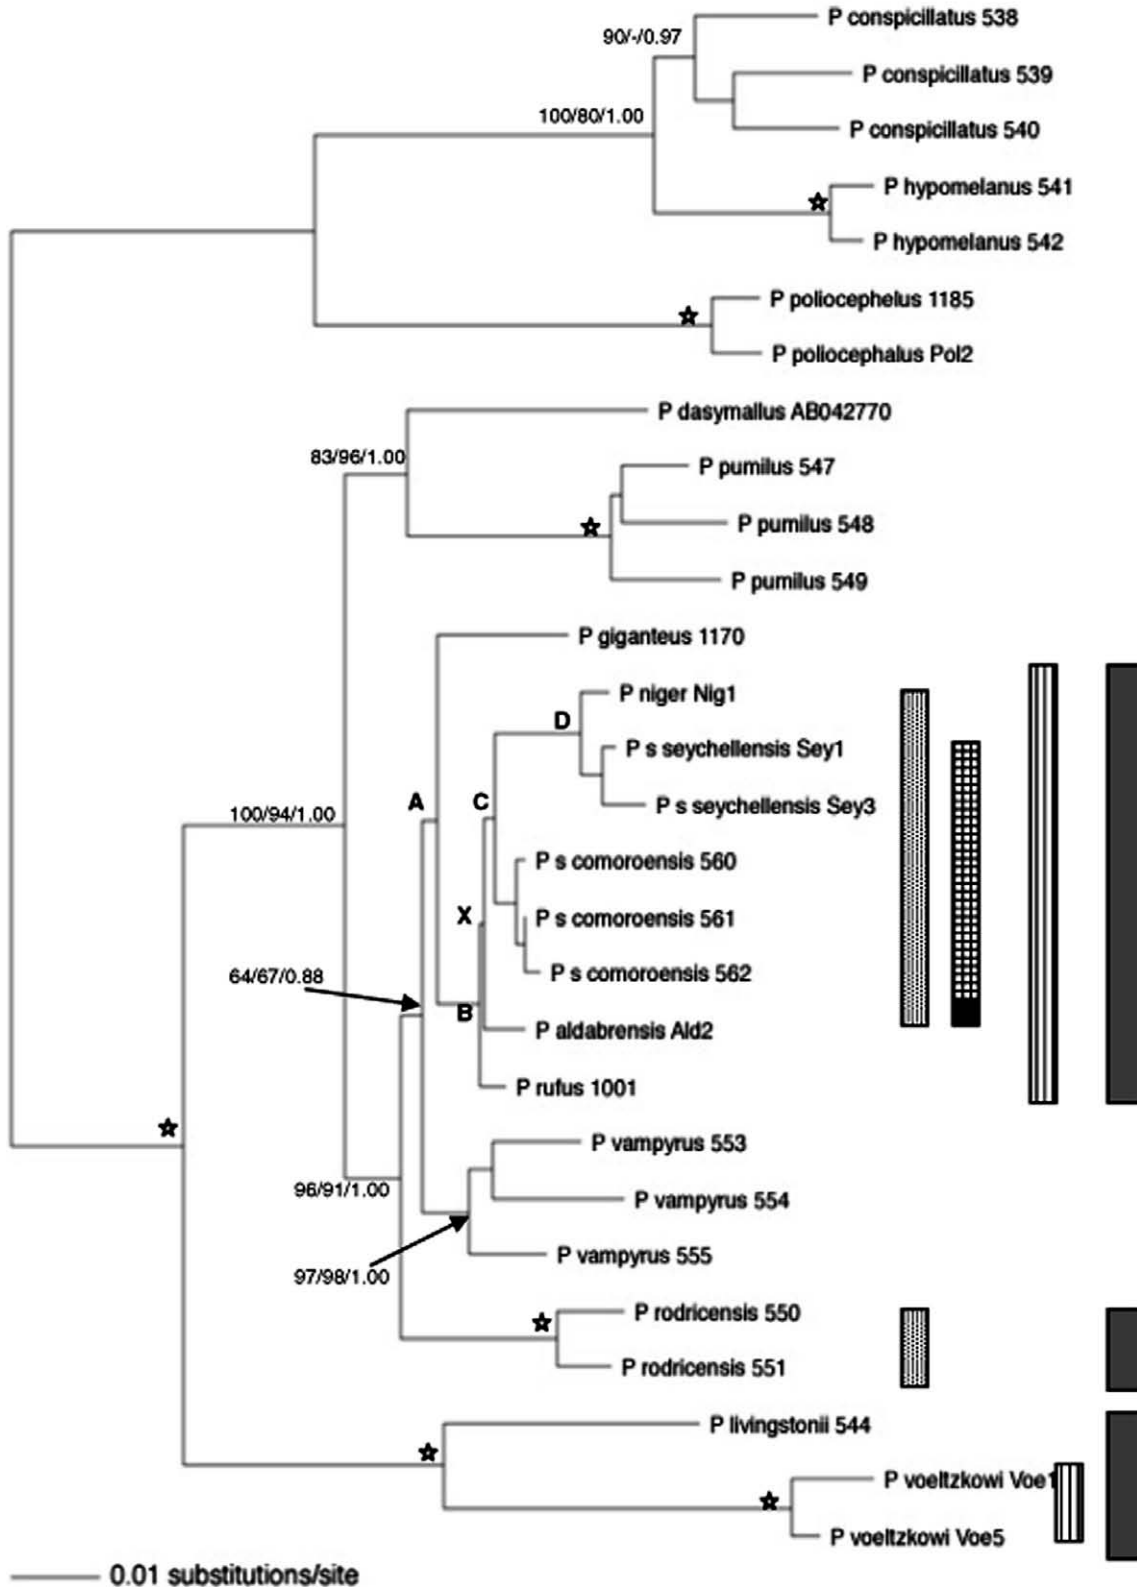 P conspicillatus 538
90/-/0.97
P conspicillatus 539
100/80/1.00
P conspicillatus 540
P hypomelanus 541
P hypomelanus 542
P poliocephelus 1185
P poliocephalus Pol2
P dasymallus AB042770
83/96/1.00
P pumilus 547
P pumilus 548
P pumilus 549
P giganteus 1170
P niger Nig1
D
P s seychellensis Sey1
A
C
P s seychellensis Sey3
100/94/1.00
P s comoroensis 560
X
P s comoroensis 561
P s comoroensis 562
64/67/0.88
B
P aldabrensis Ald2
P rufus 1001
P vampyrus 553
96/91/1.00
P vampyrus 554
P vampyrus 555
97/98/1.00
P rodricensis 550
P rodricensis 551
P livingstonii 544
P voeltzkowi Voe1
P voeltzkowi Voe5
0.01 substitutions/site